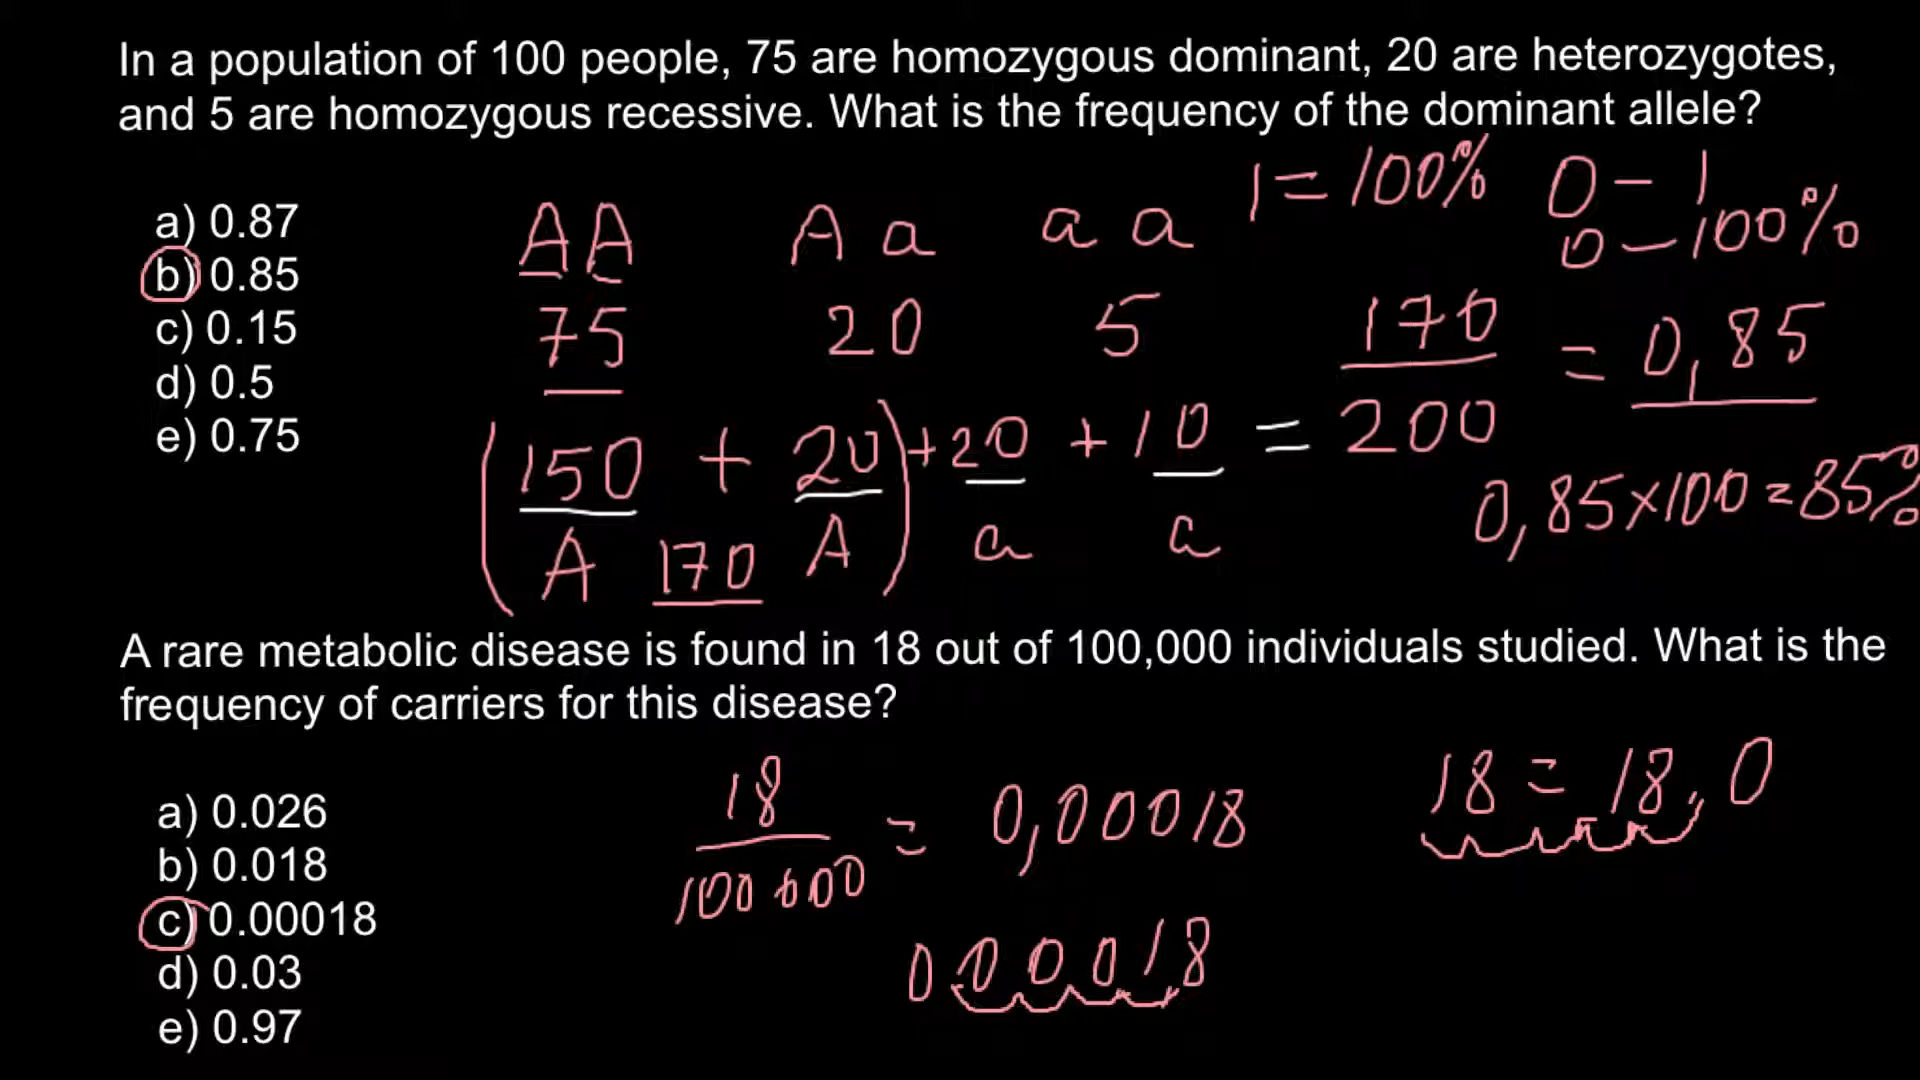 In a population of 100 people, 75 are homozygous dominant, 20 are heterozygotes,
and 5 are homozygous recessive. What is the frequency of the dominant allele?
1 = 100% 0 – 1
0 – 100%
a) 0.87
b) 0.85
c) 0.15
d) 0.5
e) 0.75
AA Aa aa
75 20 5
(150 + 20) + 20 + 10 = 170/200 = 0,85
A 170 A a a
0,85×100=85%
A rare metabolic disease is found in 18 out of 100,000 individuals studied. What is the
frequency of carriers for this disease?
a) 0.026
b) 0.018
c) 0.00018
d) 0.03
e) 0.97
18/100 000 = 0,00018
18 = 18,0
000018